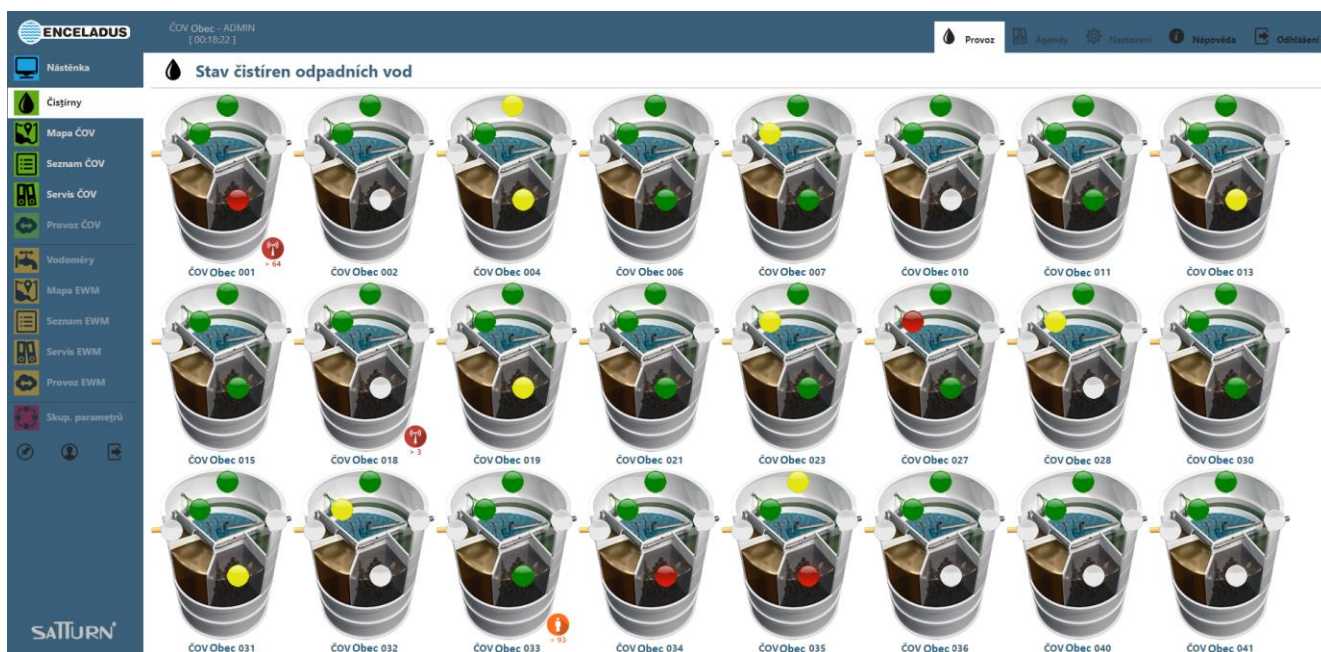 ENCELADUS
ČOV Obec - ADMIN
[ 00:18:22 ]
Provoz
Agendy
Nastavení
Nápověda
Odhlášení
Nástěnka
Čistírny
Mapa ČOV
Seznam ČOV
Servis ČOV
Provoz ČOV
Vodoměry
Mapa EWM
Seznam EWM
Servis EWM
Provoz EWM
Skup. parametrů
SATTURN
Stav čistíren odpadních vod
> 64
ČOV Obec 001 ČOV Obec 002 ČOV Obec 004 ČOV Obec 006 ČOV Obec 007 ČOV Obec 010 ČOV Obec 011 ČOV Obec 013
> 3
ČOV Obec 015 ČOV Obec 018 ČOV Obec 019 ČOV Obec 021 ČOV Obec 023 ČOV Obec 027 ČOV Obec 028 ČOV Obec 030
> 93
ČOV Obec 031 ČOV Obec 032 ČOV Obec 033 ČOV Obec 034 ČOV Obec 035 ČOV Obec 036 ČOV Obec 040 ČOV Obec 041